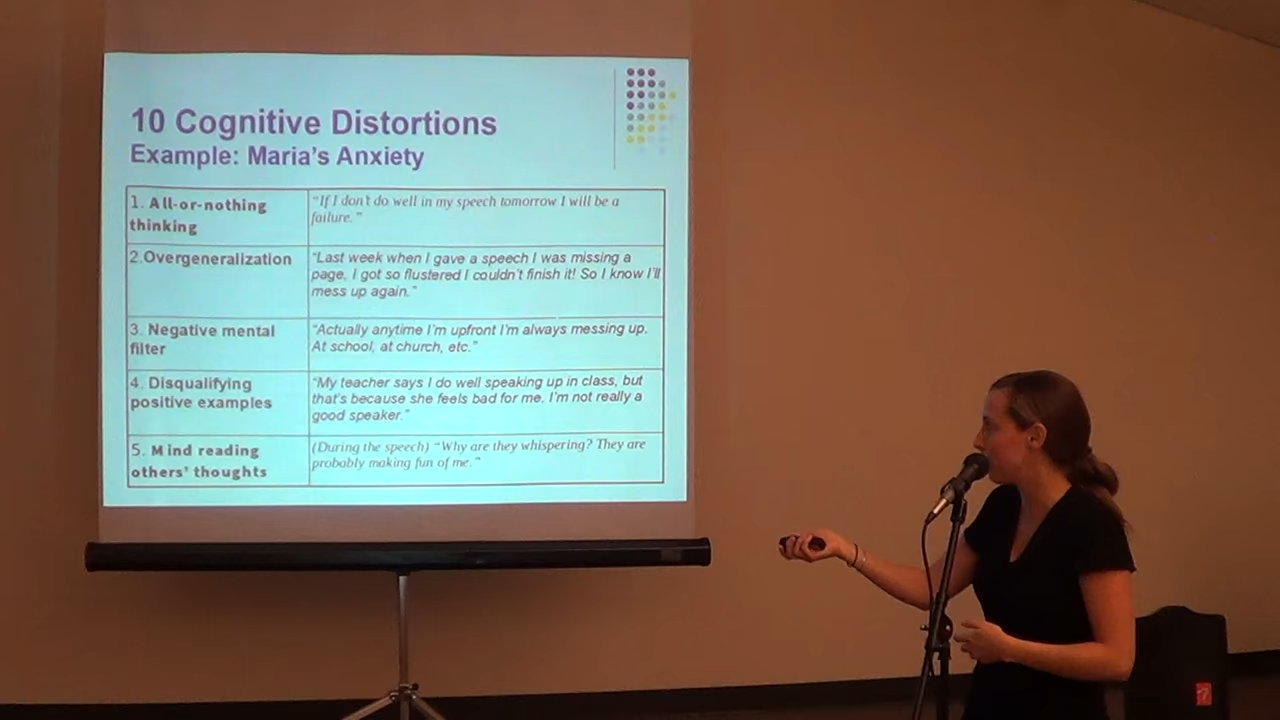 10 Cognitive Distortions
Example: Maria's Anxiety
1. All-or-nothing
thinking
"If I don't do well in my speech tomorrow I will be a
failure."
2.Overgeneralization
"Last week when I gave a speech I was missing a
page, I got so flustered I couldn't finish it! So I know I'll
mess up again."
3. Negative mental
filter
"Actually anytime I'm upfront I'm always messing up.
At school, at church, etc."
4. Disqualifying
positive examples
"My teacher says I do well speaking up in class, but
that's because she feels bad for me. I'm not really a
good speaker."
5. Mind reading
others' thoughts
(During the speech) "Why are they whispering? They are
probably making fun of me."